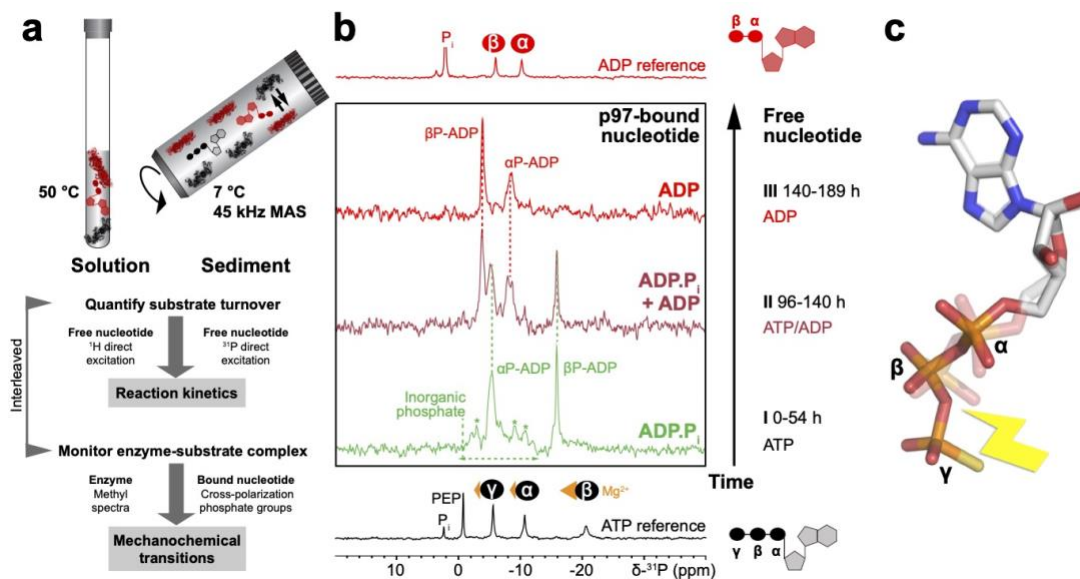 a
50 °C
7 °C
45 kHz MAS
Solution
Sediment
Quantify substrate turnover
Free nucleotide
¹H direct
excitation
Free nucleotide
³¹P direct
excitation
Interleaved
Reaction kinetics
Monitor enzyme-substrate complex
Enzyme
Methyl
spectra
Bound nucleotide
Cross-polarization
phosphate groups
Mechanochemical
transitions
b
Pi
β
α
ADP reference
β α
p97-bound
nucleotide
βP-ADP
αP-ADP
ADP
ADP.Pi
+ ADP
αP-ADP
βP-ADP
Inorganic
phosphate
* * * *
ADP.Pi
Free
nucleotide
III 140-189 h
ADP
II 96-140 h
ATP/ADP
I 0-54 h
ATP
Time
Pi
PEP
γ
α
β
Mg²⁺
ATP reference
γ β α
10 0 -10 -20 δ-³¹P (ppm)
c
α
β
γ